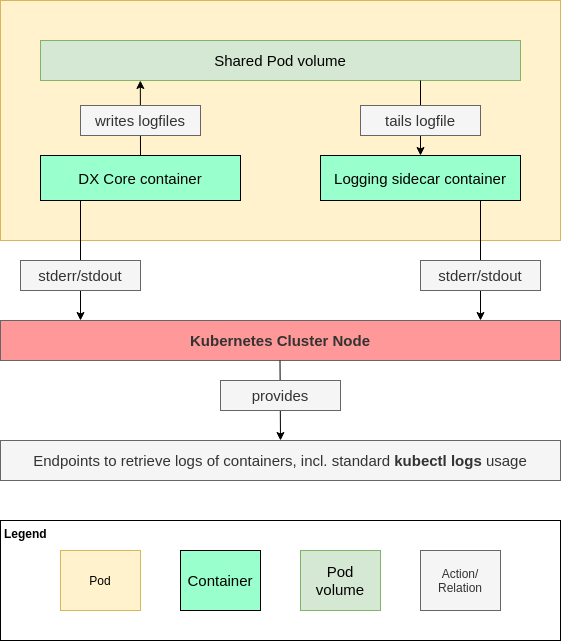 Shared Pod volume
writes logfiles
tails logfile
DX Core container
Logging sidecar container
stderr/stdout
stderr/stdout
Kubernetes Cluster Node
provides
Endpoints to retrieve logs of containers, incl. standard kubectl logs usage
Legend
Pod
Container
Pod
volume
Action/
Relation